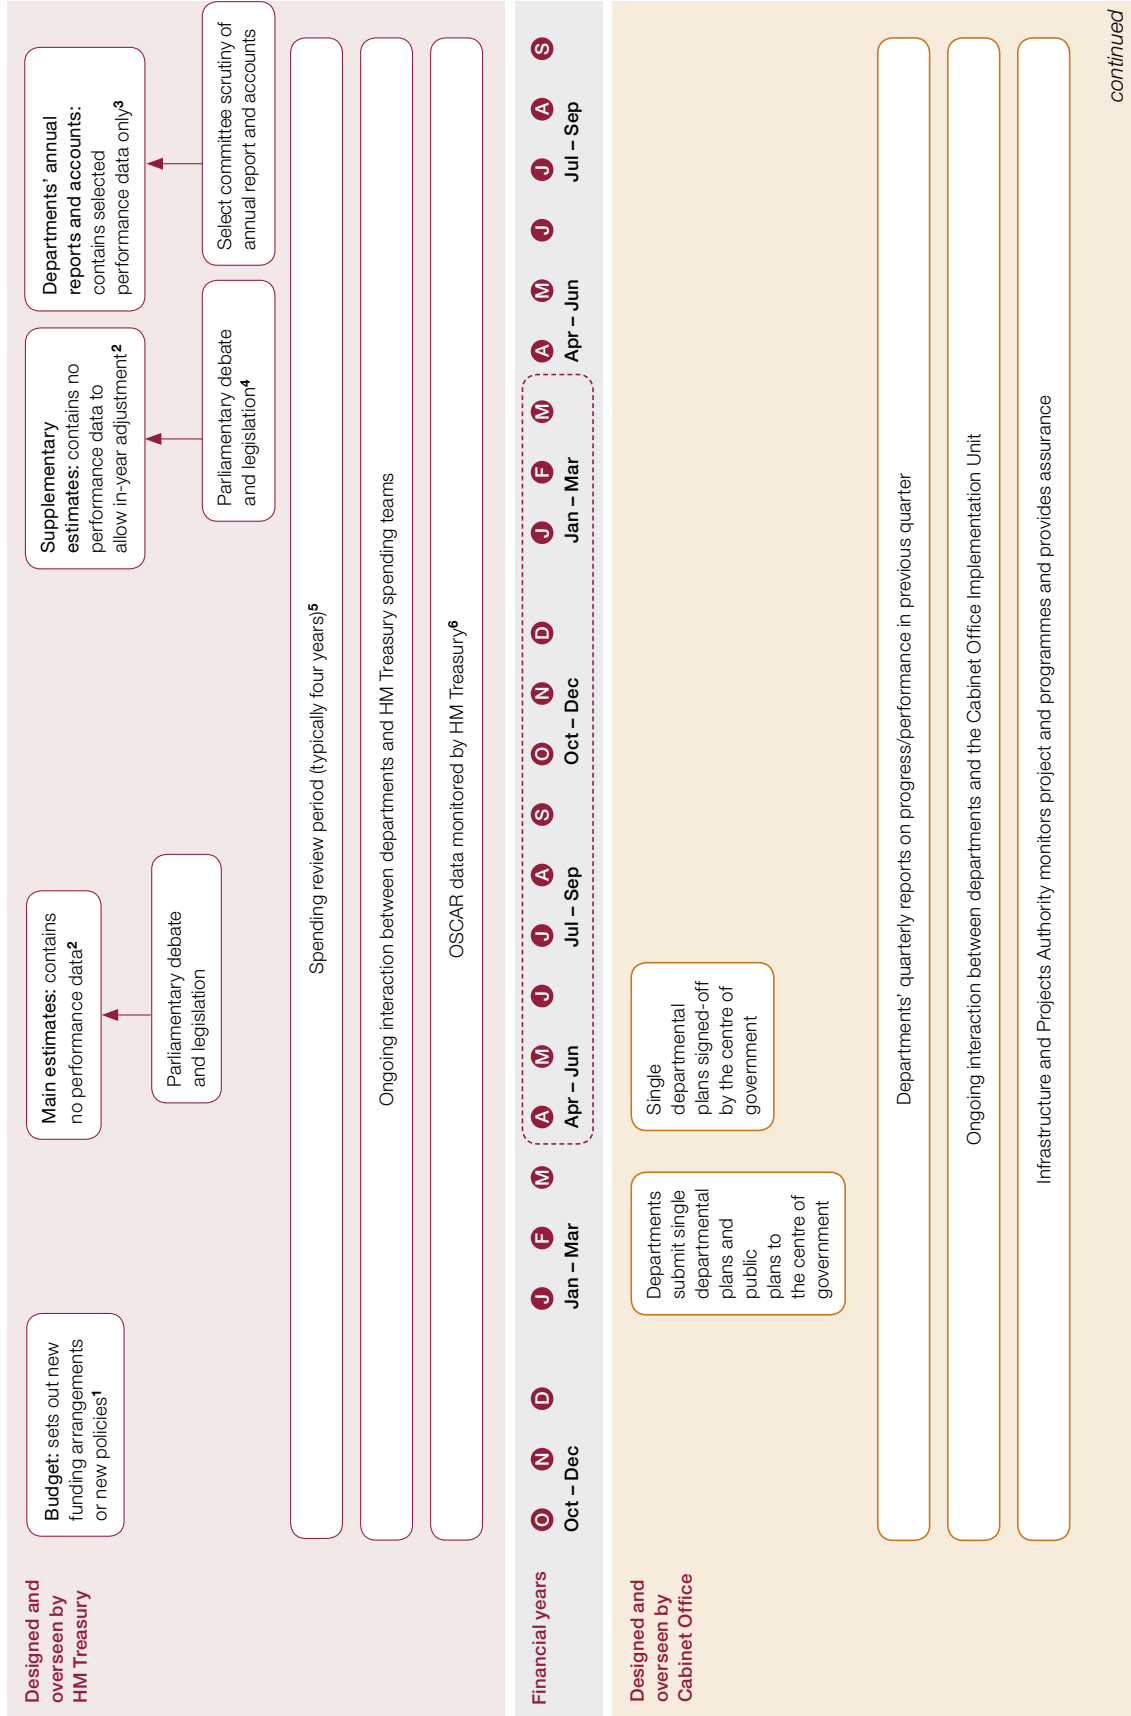 Designed and
overseen by
HM Treasury
Budget: sets out new
funding arrangements
or new policies1
Main estimates: contains
no performance data2
Parliamentary debate
and legislation
Supplementary
estimates: contains no
performance data to
allow in-year adjustment2
Parliamentary debate
and legislation4
Departments’ annual
reports and accounts:
contains selected
performance data only3
Select committee scrutiny of
annual report and accounts
Spending review period (typically four years)5
Ongoing interaction between departments and HM Treasury spending teams
OSCAR data monitored by HM Treasury6
Financial years
O N D J F M A M J J A S O N D J F M A M J J A S
Oct – Dec Jan – Mar Apr – Jun Jul – Sep Oct – Dec Jan – Mar Apr – Jun Jul – Sep
Designed and
overseen by
Cabinet Office
Departments
submit single
departmental
plans and
public
plans to
the centre of
government
Single
departmental
plans signed-off
by the centre of
government
Departments’ quarterly reports on progress/performance in previous quarter
Ongoing interaction between departments and the Cabinet Office Implementation Unit
Infrastructure and Projects Authority monitors project and programmes and provides assurance
continued